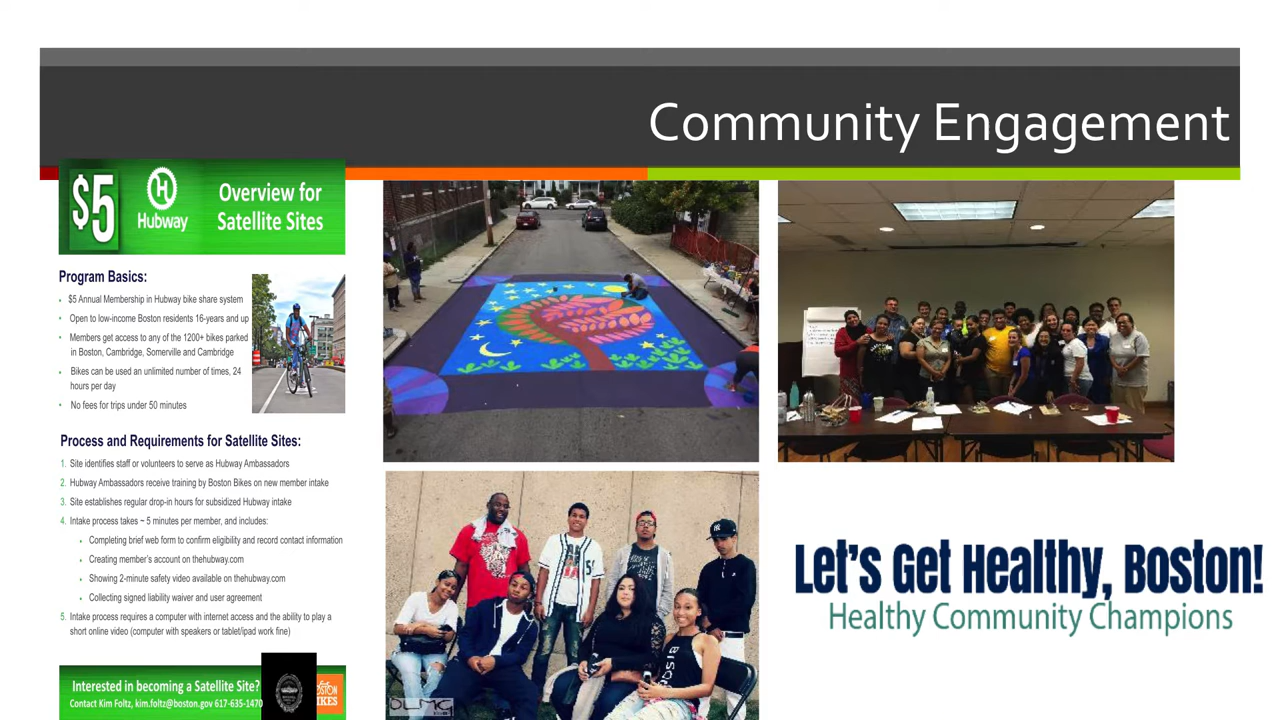 Community Engagement
$5
Hubway
Overview for
Satellite Sites
Program Basics:
$5 Annual Membership in Hubway bike share system
Open to low-income Boston residents 16-years and up
Members get access to any of the 1200+ bikes parked
in Boston, Cambridge, Somerville and Cambridge
Bikes can be used an unlimited number of times, 24
hours per day
No fees for trips under 50 minutes
Process and Requirements for Satellite Sites:
1. Site identifies staff or volunteers to serve as Hubway Ambassadors
2. Hubway Ambassadors receive training by Boston Bikes on new member intake
3. Site establishes regular drop-in hours for subsidized Hubway intake
4. Intake process takes ~ 5 minutes per member, and includes:
Completing brief web form to confirm eligibility and record contact information
Creating member's account on thehubway.com
Showing 2-minute safety video available on thehubway.com
Collecting signed liability waiver and user agreement
5. Intake process requires a computer with internet access and the ability to play a
short online video (computer with speakers or tablet/ipad work fine)
Interested in becoming a Satellite Site?
Contact Kim Foltz, kim.foltz@boston.gov 617-635-1470
DLMG
Let's Get Healthy, Boston!
Healthy Community Champions